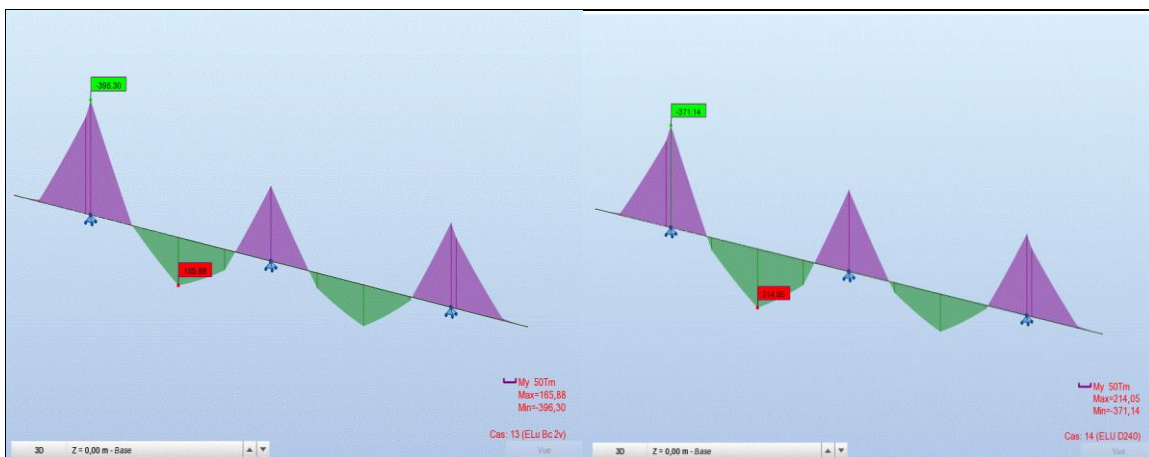 -396,30
165,88
My 50Tm
Max=165,88
Min=-396,30
Cas: 13 (ELu Bc 2v)
3D Z = 0,00 m - Base
Vue
-371,14
214,05
My 50Tm
Max=214,05
Min=-371,14
Cas: 14 (ELU D240)
3D Z = 0,00 m - Base
Vue